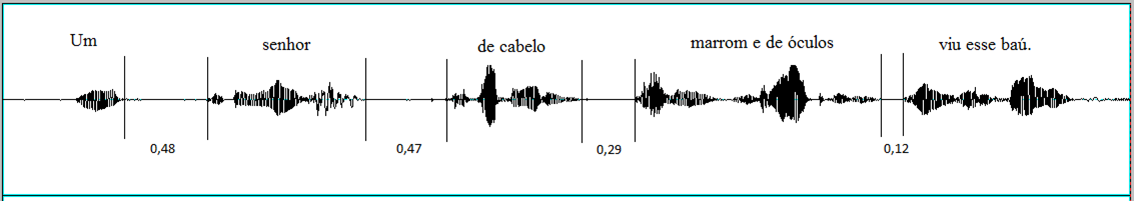 Um senhor de cabelo marrom e de óculos viu esse baú.
0,48 0,47 0,29 0,12